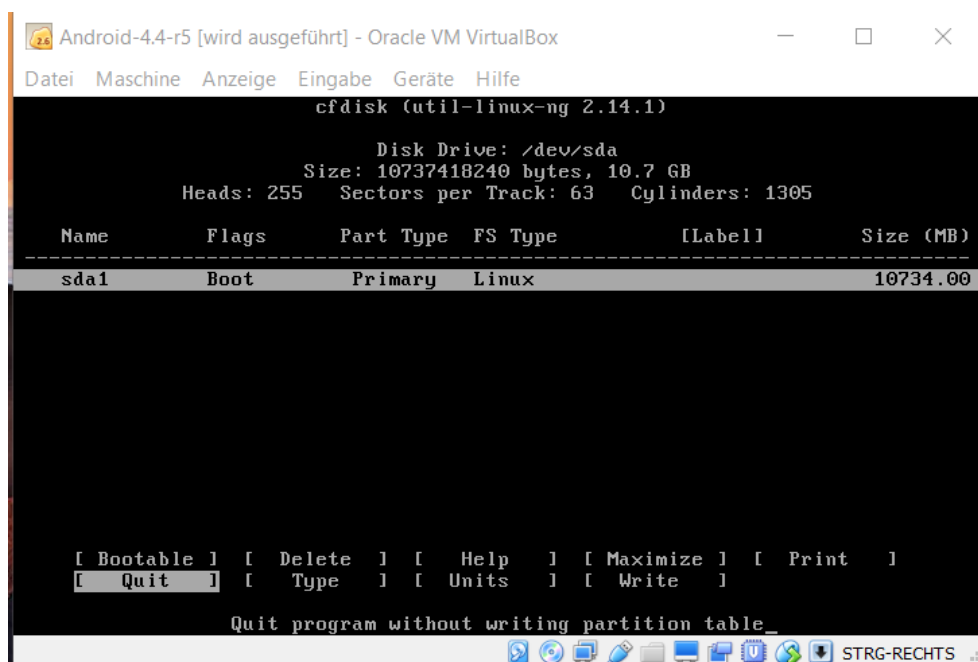 Android-4.4-r5 [wird ausgeführt] - Oracle VM VirtualBox
Datei Maschine Anzeige Eingabe Geräte Hilfe
cfdisk (util-linux-ng 2.14.1)
Disk Drive: /dev/sda
Size: 10737418240 bytes, 10.7 GB
Heads: 255 Sectors per Track: 63 Cylinders: 1305
Name Flags Part Type FS Type [Label] Size (MB)
sda1 Boot Primary Linux 10734.00
[ Bootable ] [ Delete ] [ Help ] [ Maximize ] [ Print ]
[ Quit ] [ Type ] [ Units ] [ Write ]
Quit program without writing partition table_
STRG-RECHTS